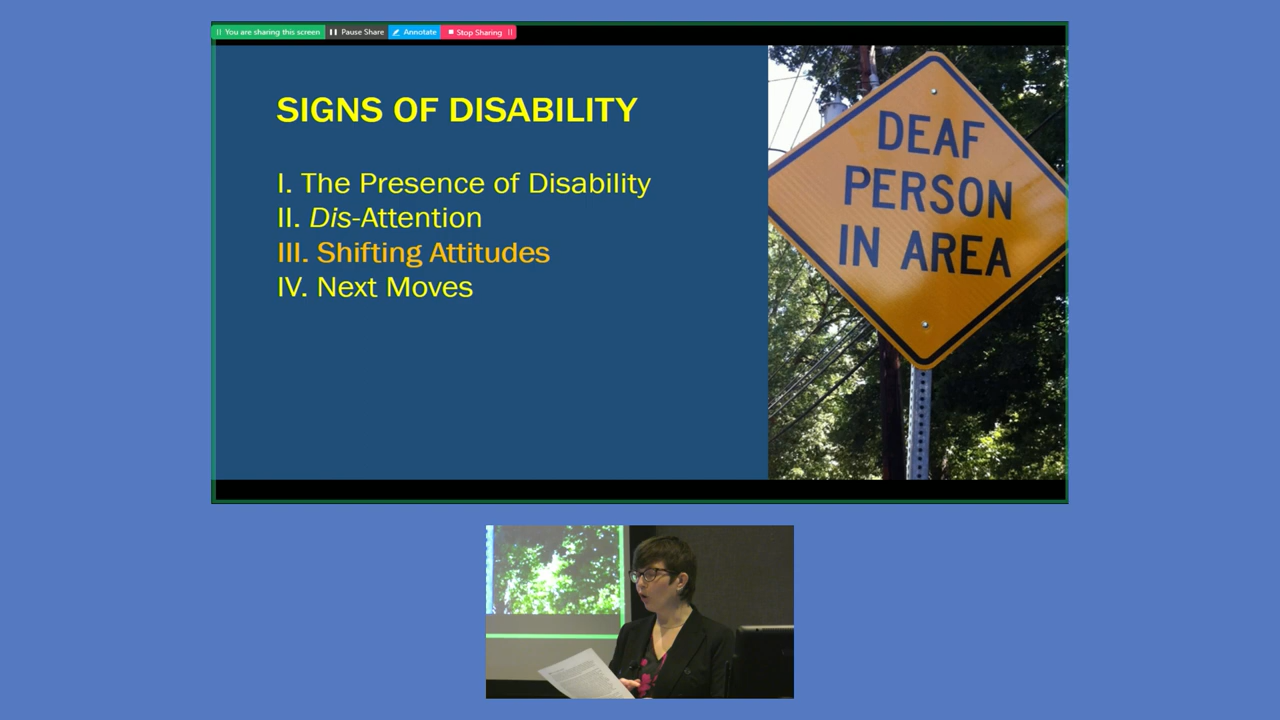 You are sharing this screen
Pause Share
Annotate
Stop Sharing
SIGNS OF DISABILITY
I. The Presence of Disability
II. Dis-Attention
III. Shifting Attitudes
IV. Next Moves
DEAF
PERSON
IN AREA